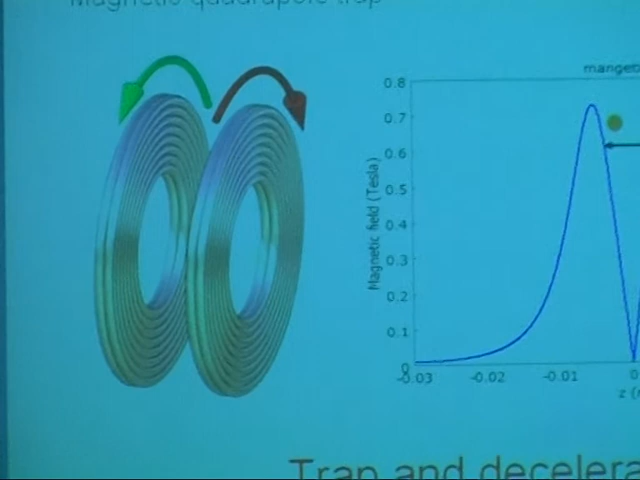 Magnetic quadrupole trap
mangeti
0.8
0.7
0.6
0.5
0.4
0.3
0.2
0.1
0
Magnetic field (Tesla)
-0.03 -0.02 -0.01 0
z (
Trap and decelera